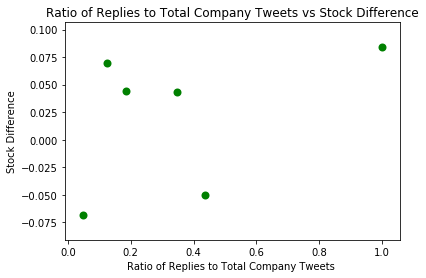 Ratio of Replies to Total Company Tweets vs Stock Difference
0.100
0.075
0.050
0.025
0.000
−0.025
−0.050
−0.075
Stock Difference
0.0 0.2 0.4 0.6 0.8 1.0
Ratio of Replies to Total Company Tweets